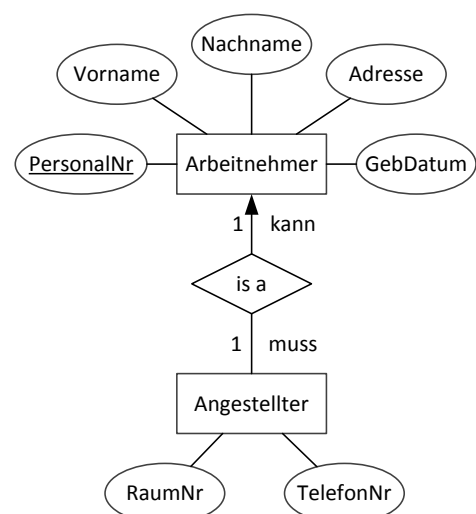 Nachname
Vorname
Adresse
PersonalNr
Arbeitnehmer
GebDatum
1 kann
is a
1 muss
Angestellter
RaumNr
TelefonNr